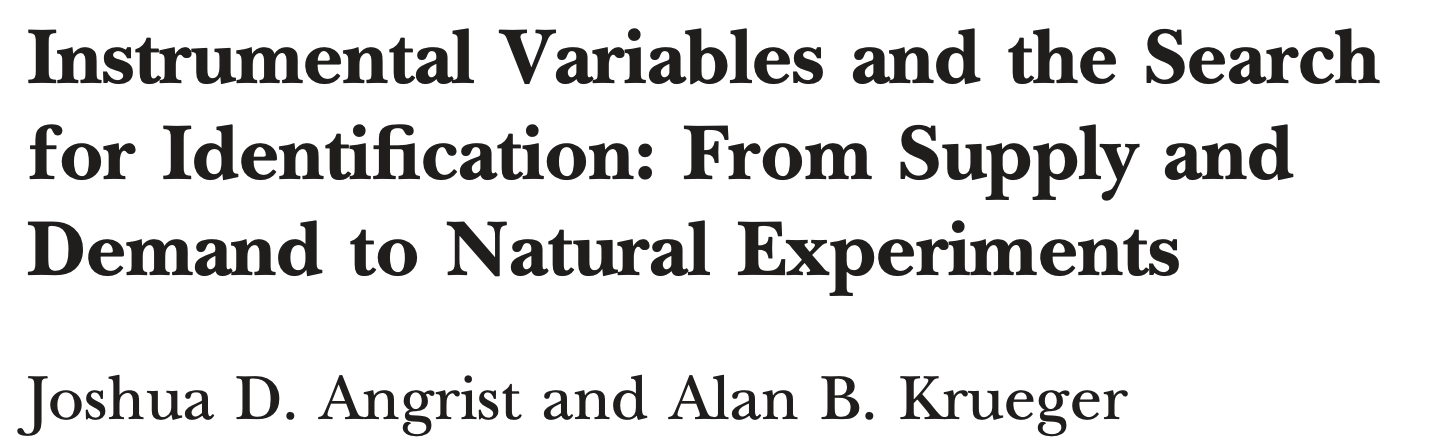 Instrumental Variables and the Search
for Identification: From Supply and
Demand to Natural Experiments
Joshua D. Angrist and Alan B. Krueger